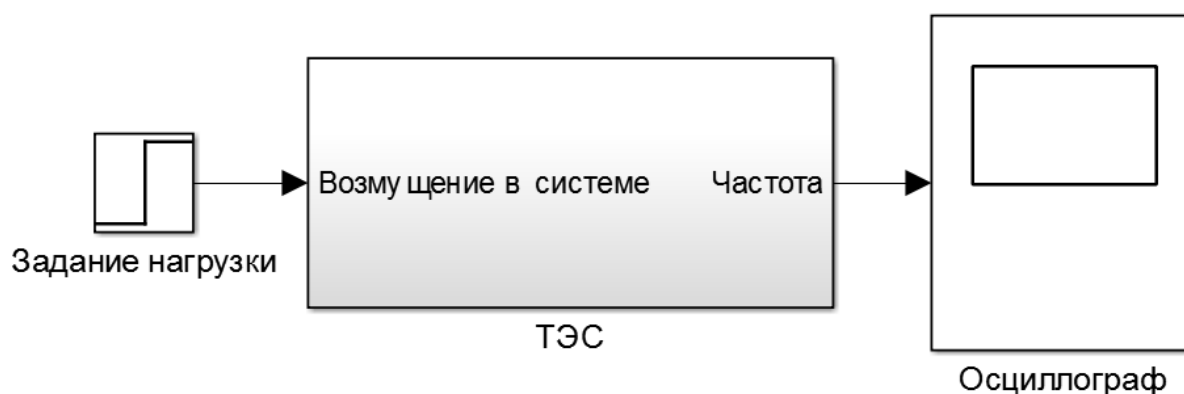 Возмущение в системе
Частота
Задание нагрузки
ТЭС
Осциллограф